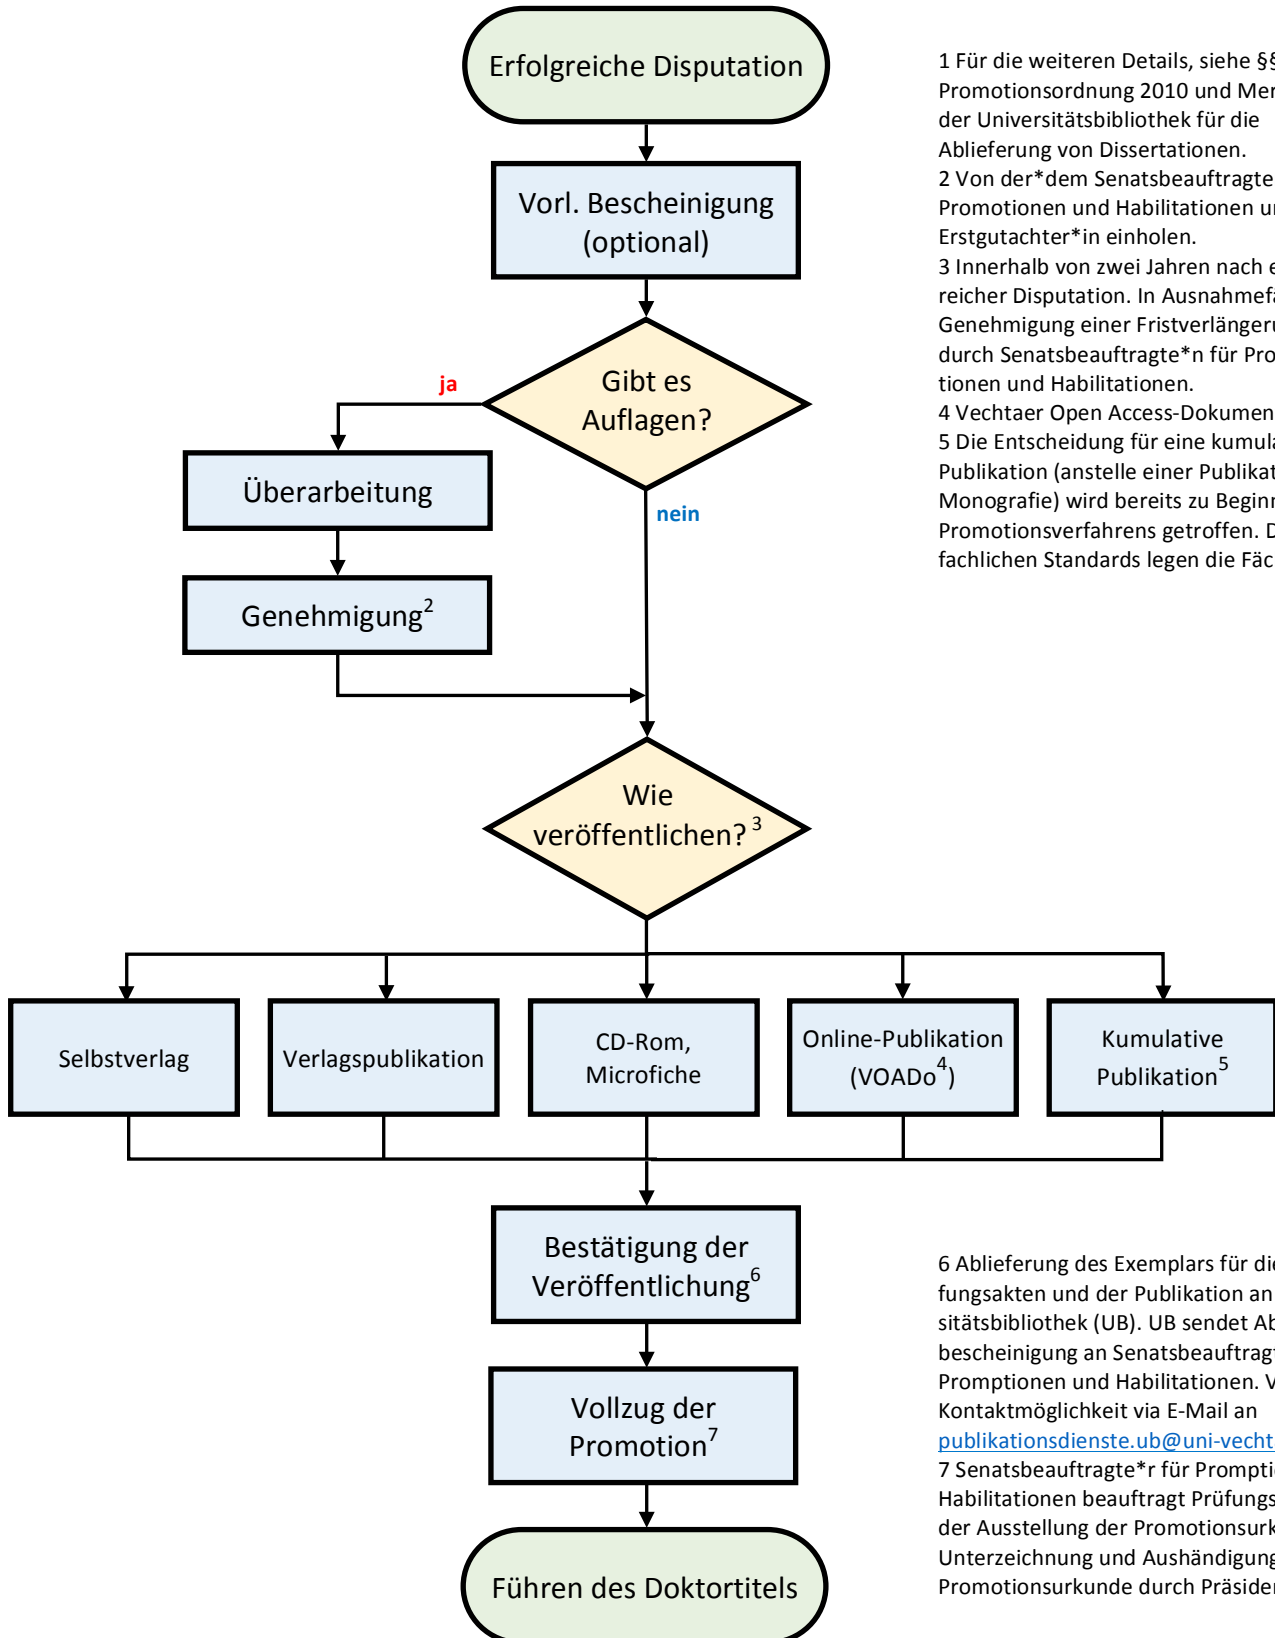 Erfolgreiche Disputation
Vorl. Bescheinigung
(optional)
Gibt es
Auflagen?
ja
nein
Überarbeitung
Genehmigung2
Wie
veröffentlichen? 3
Selbstverlag
Verlagspublikation
CD-Rom,
Microfiche
Online-Publikation
(VOADo4)
Kumulative
Publikation5
Bestätigung der
Veröffentlichung6
Vollzug der
Promotion7
Führen des Doktortitels
1 Für die weiteren Details, siehe §§
Promotionsordnung 2010 und
der Universitätsbibliothek für die
Ablieferung von Dissertationen.
2 Von der*dem
Promotionen und Habilitationen
Erstgutachter*in einholen.
3 Innerhalb von zwei Jahren nach
reicher Disputation. In
Genehmigung einer
durch Senatsbeauftragte*n für
tionen und Habilitationen.
4 Vechtaer Open
5 Die Entscheidung für eine
Publikation (anstelle einer
Monografie) wird bereits zu
Promotionsverfahrens getroffen.
fachlichen Standards legen die
6 Ablieferung des Exemplars für
fungsakten und der Publikation an
sitätsbibliothek (UB). UB sendet
bescheinigung an
Promptionen und Habilitationen.
Kontaktmöglichkeit via E-Mail an
publikationsdienste.ub@uni-vecht
7 Senatsbeauftragte*r für
Habilitationen beauftragt
der Ausstellung der
Unterzeichnung und
Promotionsurkunde durch